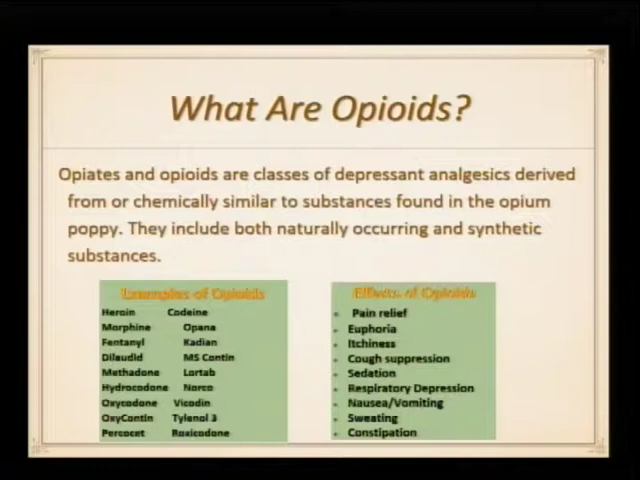 What Are Opioids?
Opiates and opioids are classes of depressant analgesics derived
from or chemically similar to substances found in the opium
poppy. They include both naturally occurring and synthetic
substances.
Examples of Opioids
Heroin Codeine
Morphine Opana
Fentanyl Kadian
Dilaudid MS Contin
Methadone Lortab
Hydrocodone Norco
Oxycodone Vicodin
OxyContin Tylenol 3
Percocet Roxicodone
Effects of Opioids
Pain relief
Euphoria
Itchiness
Cough suppression
Sedation
Respiratory Depression
Nausea/Vomiting
Sweating
Constipation